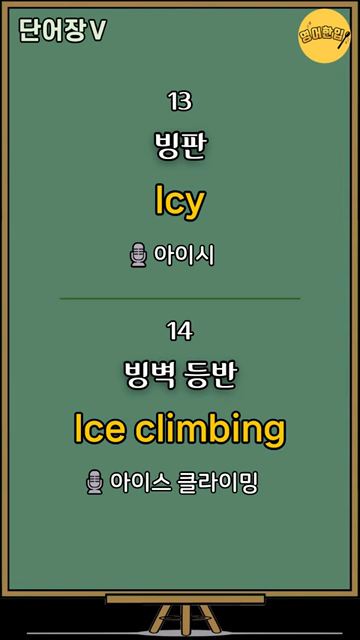 단어장 V
영어한입
13
빙판
Icy
아이시
14
빙벽 등반
Ice climbing
아이스 클라이밍